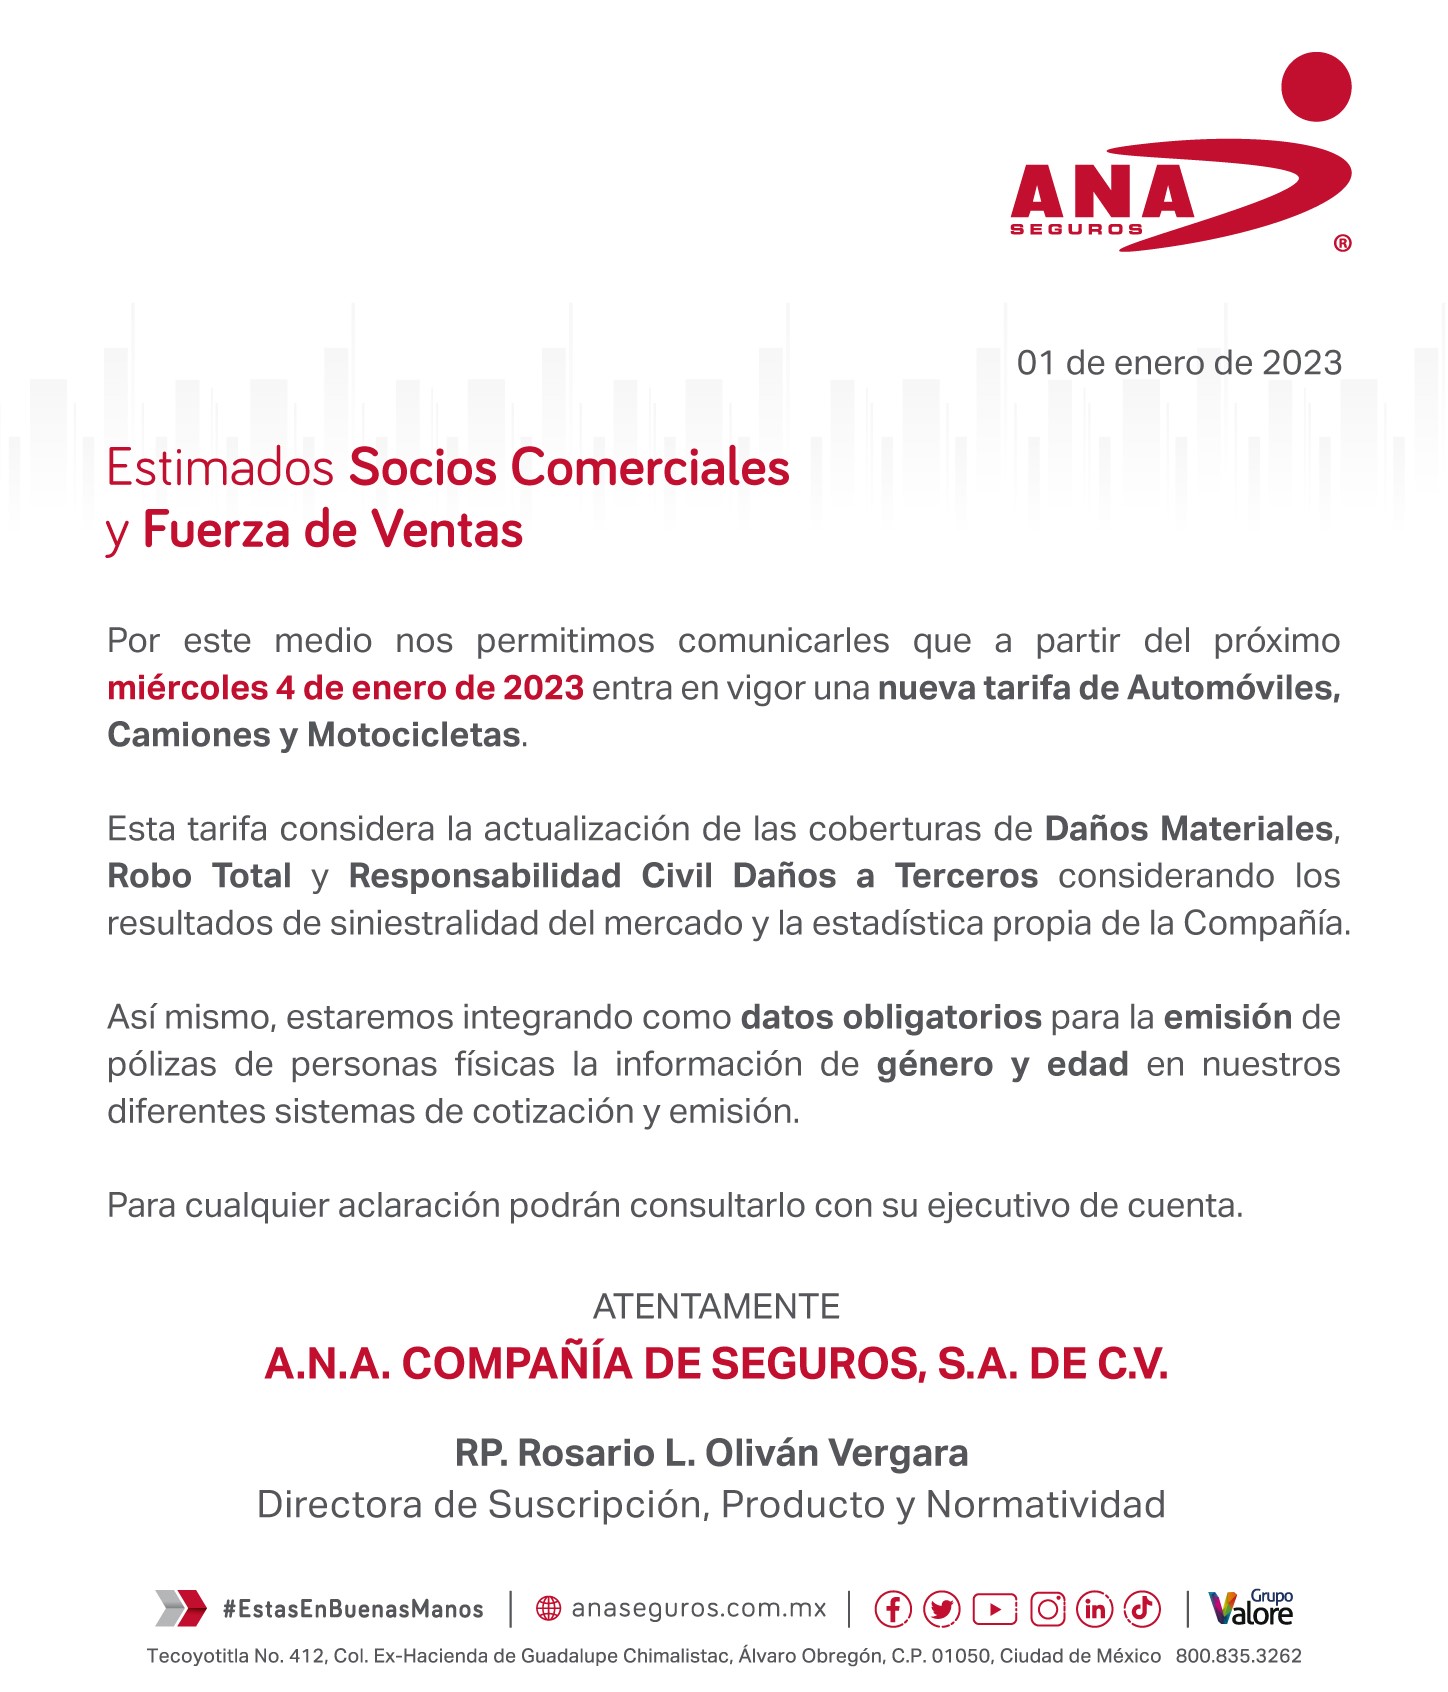 ANA
SEGUROS
®
01 de enero de 2023
Estimados Socios Comerciales
y Fuerza de Ventas
Por este medio nos permitimos comunicarles que a partir del próximo
miércoles 4 de enero de 2023 entra en vigor una nueva tarifa de Automóviles,
Camiones y Motocicletas.
Esta tarifa considera la actualización de las coberturas de Daños Materiales,
Robo Total y Responsabilidad Civil Daños a Terceros considerando los
resultados de siniestralidad del mercado y la estadística propia de la Compañía.
Así mismo, estaremos integrando como datos obligatorios para la emisión de
pólizas de personas físicas la información de género y edad en nuestros
diferentes sistemas de cotización y emisión.
Para cualquier aclaración podrán consultarlo con su ejecutivo de cuenta.
ATENTAMENTE
A.N.A. COMPAÑÍA DE SEGUROS, S.A. DE C.V.
RP. Rosario L. Oliván Vergara
Directora de Suscripción, Producto y Normatividad
#EstasEnBuenasManos | anaseguros.com.mx | | Grupo Valore
Tecoyotitla No. 412, Col. Ex-Hacienda de Guadalupe Chimalistac, Álvaro Obregón, C.P. 01050, Ciudad de México 800.835.3262